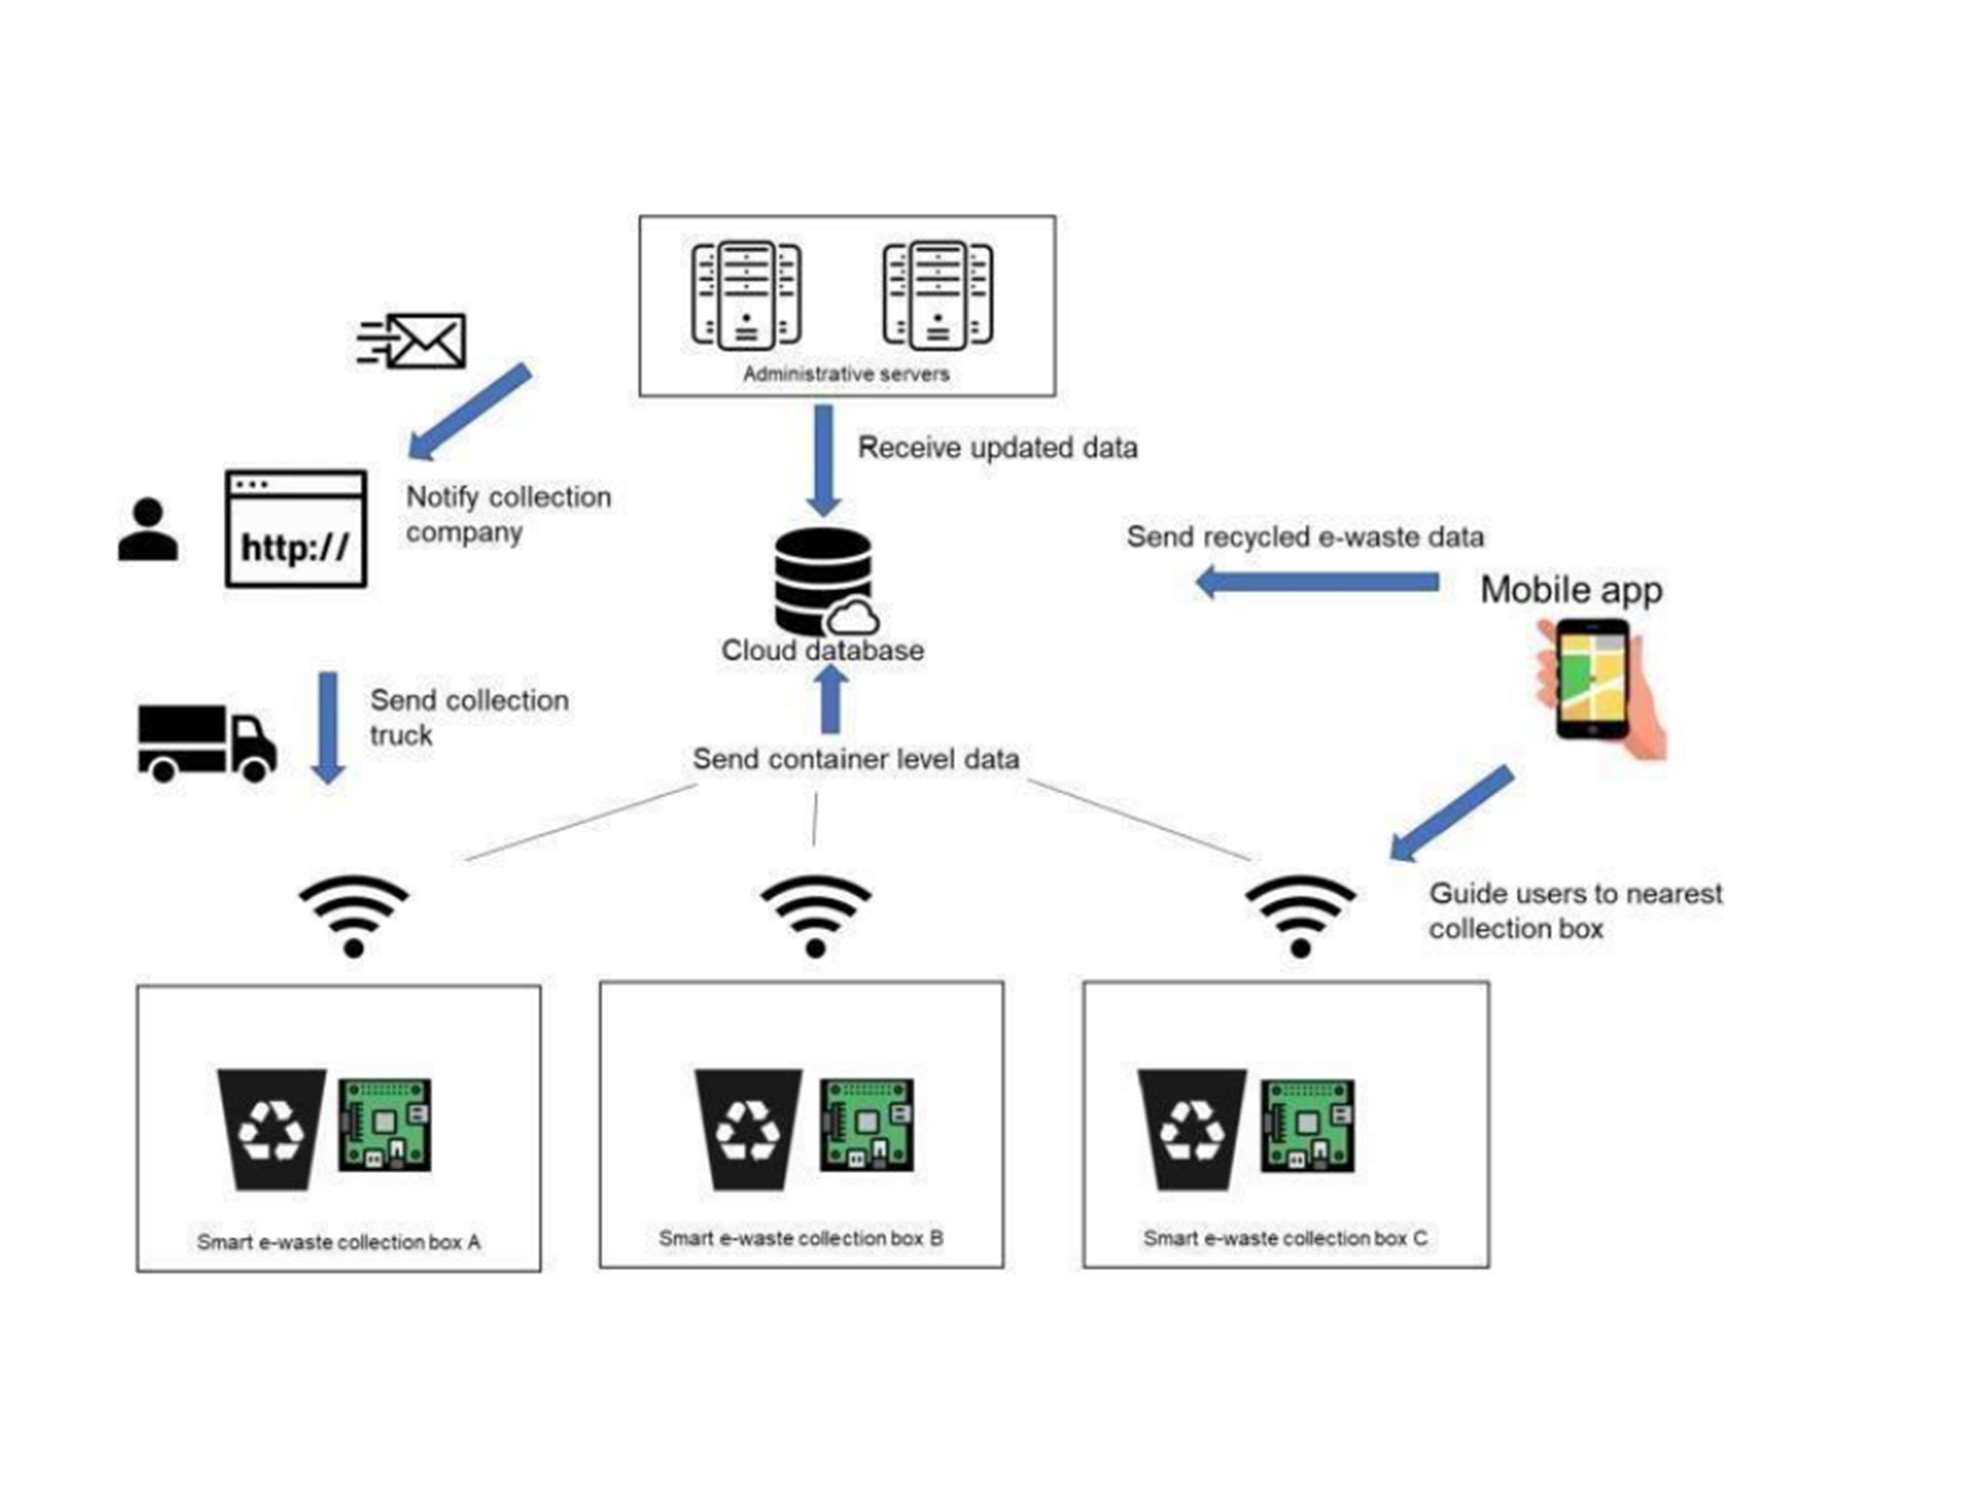 Administrative servers
Receive updated data
Notify collection
company
http://
Send recycled e-waste data
Mobile app
Cloud database
Send collection
truck
Send container level data
Guide users to nearest
collection box
Smart e-waste collection box A
Smart e-waste collection box B
Smart e-waste collection box C